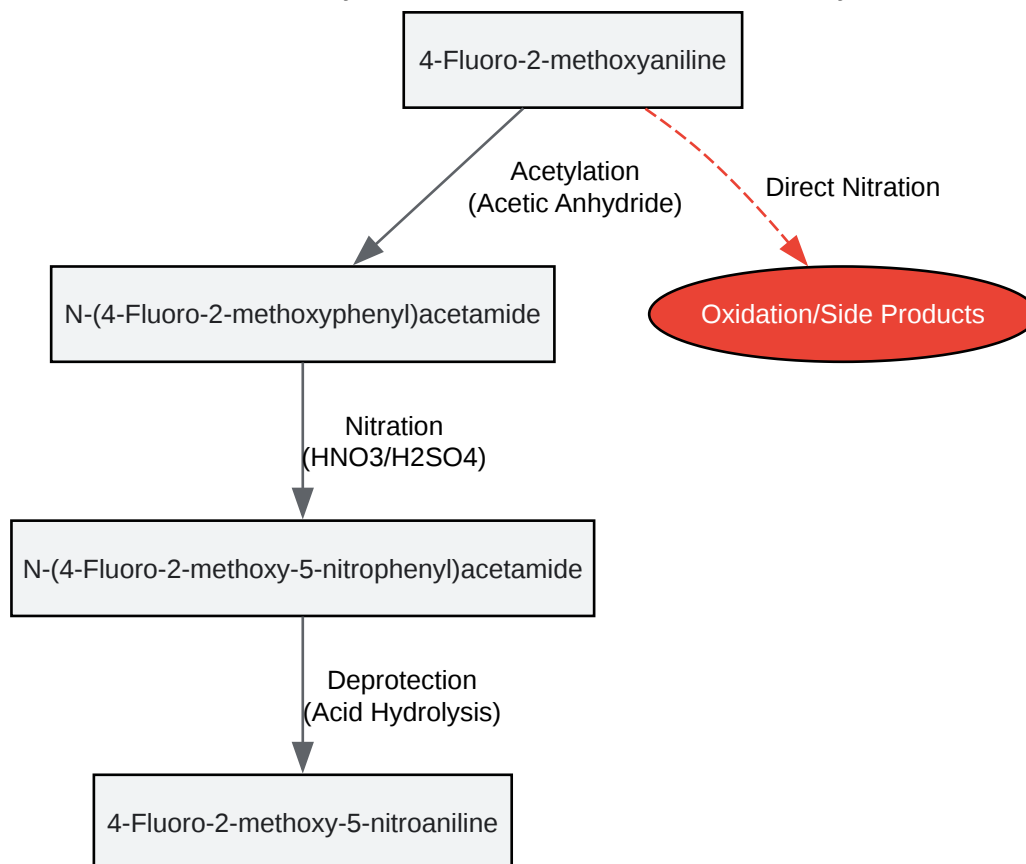 4-Fluoro-2-methoxyaniline
Acetylation
(Acetic Anhydride)
Direct Nitration
N-(4-Fluoro-2-methoxyphenyl)acetamide
Oxidation/Side Products
Nitration
(HNO3/H2SO4)
N-(4-Fluoro-2-methoxy-5-nitrophenyl)acetamide
Deprotection
(Acid Hydrolysis)
4-Fluoro-2-methoxy-5-nitroaniline